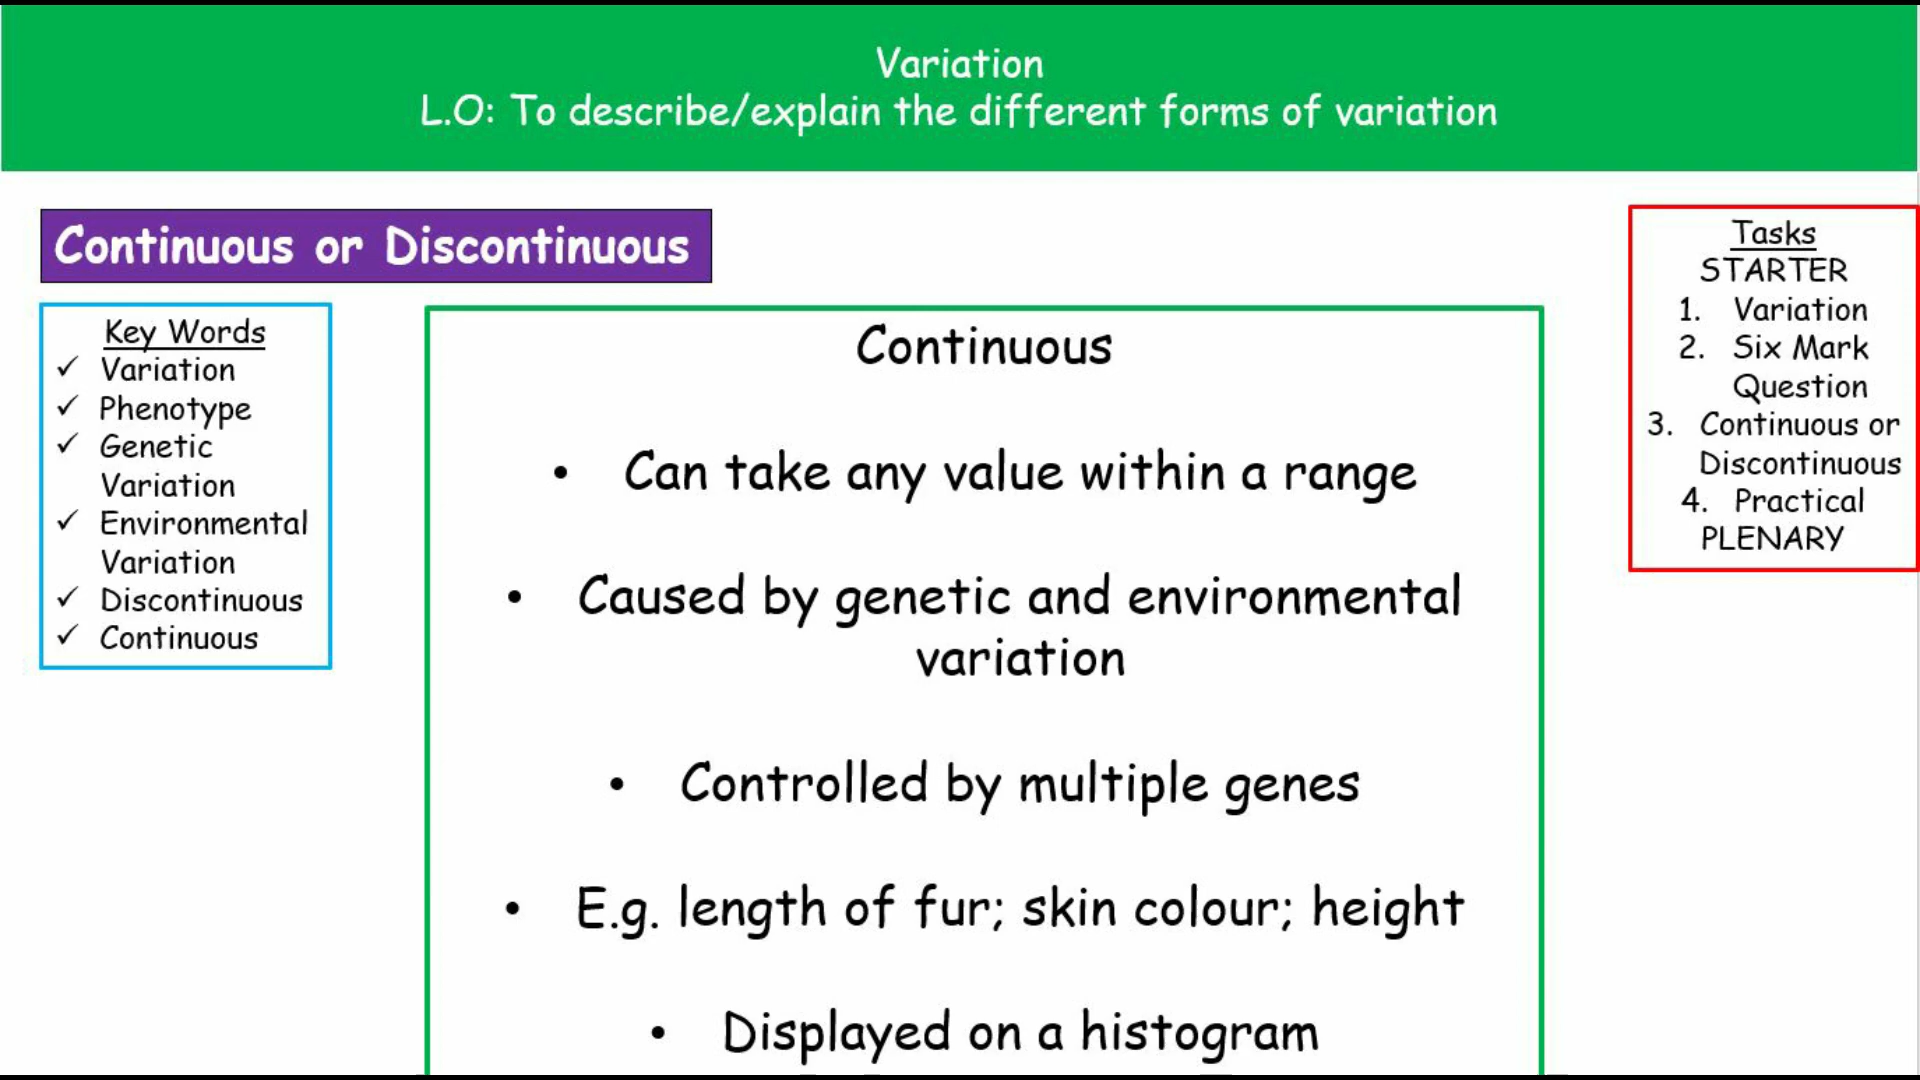 Variation
L.O: To describe/explain the different forms of variation
Continuous or Discontinuous
Key Words
✓ Variation
✓ Phenotype
✓ Genetic
Variation
✓ Environmental
Variation
✓ Discontinuous
✓ Continuous
Continuous
• Can take any value within a range
• Caused by genetic and environmental
variation
• Controlled by multiple genes
• E.g. length of fur; skin colour; height
• Displayed on a histogram
Tasks
STARTER
1. Variation
2. Six Mark
Question
3. Continuous or
Discontinuous
4. Practical
PLENARY